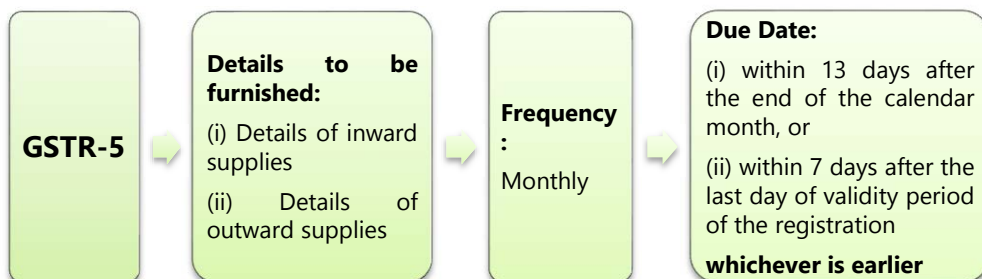 GSTR-5
Details to be
furnished:
(i) Details of inward
supplies
(ii) Details of
outward supplies
Frequency
:
Monthly
Due Date:
(i) within 13 days after
the end of the calendar
month, or
(ii) within 7 days after the
last day of validity period
of the registration
whichever is earlier